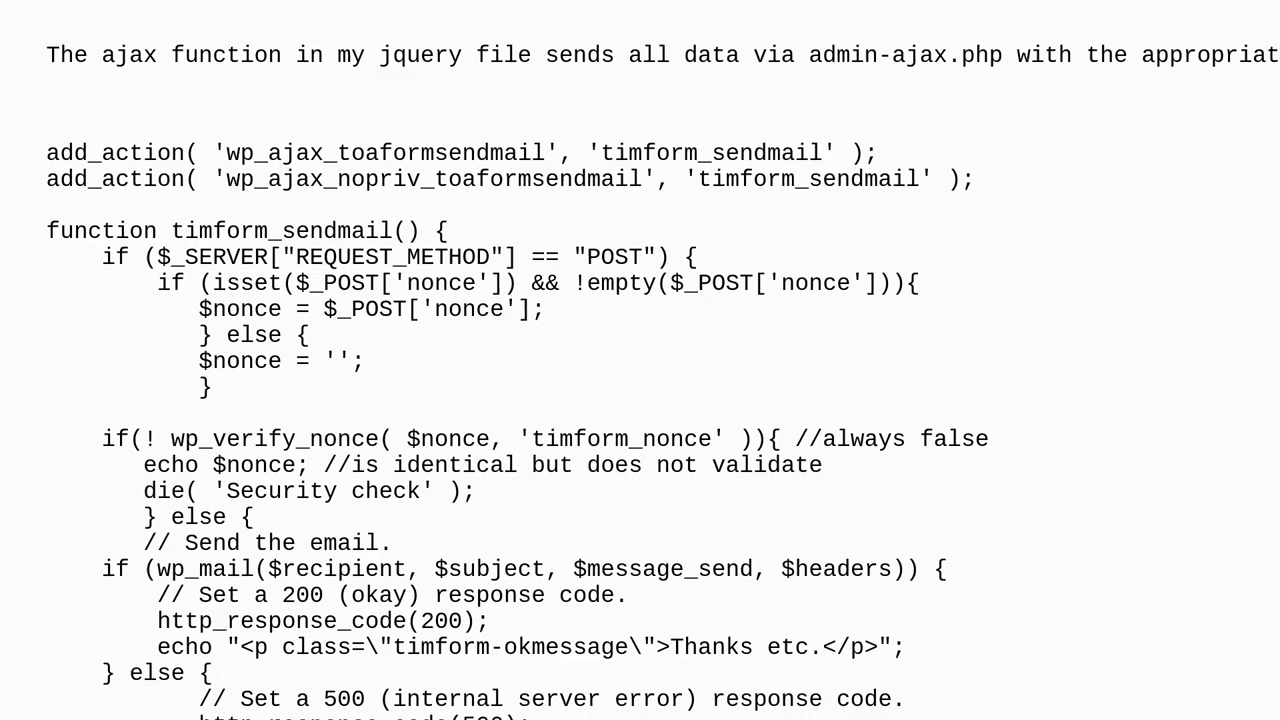 The ajax function in my jquery file sends all data via admin-ajax.php with the appropriat
add_action( 'wp_ajax_toaformsendmail', 'timform_sendmail' );
add_action( 'wp_ajax_nopriv_toaformsendmail', 'timform_sendmail' );
function timform_sendmail() {
if ($_SERVER["REQUEST_METHOD"] == "POST") {
if (isset($_POST['nonce']) && !empty($_POST['nonce'])){
$nonce = $_POST['nonce'];
} else {
$nonce = '';
}
if(! wp_verify_nonce( $nonce, 'timform_nonce' )){ //always false
echo $nonce; //is identical but does not validate
die( 'Security check' );
} else {
// Send the email.
if (wp_mail($recipient, $subject, $message_send, $headers)) {
// Set a 200 (okay) response code.
http_response_code(200);
echo "<p class=\"timform-okmessage\">Thanks etc.</p>";
} else {
// Set a 500 (internal server error) response code.